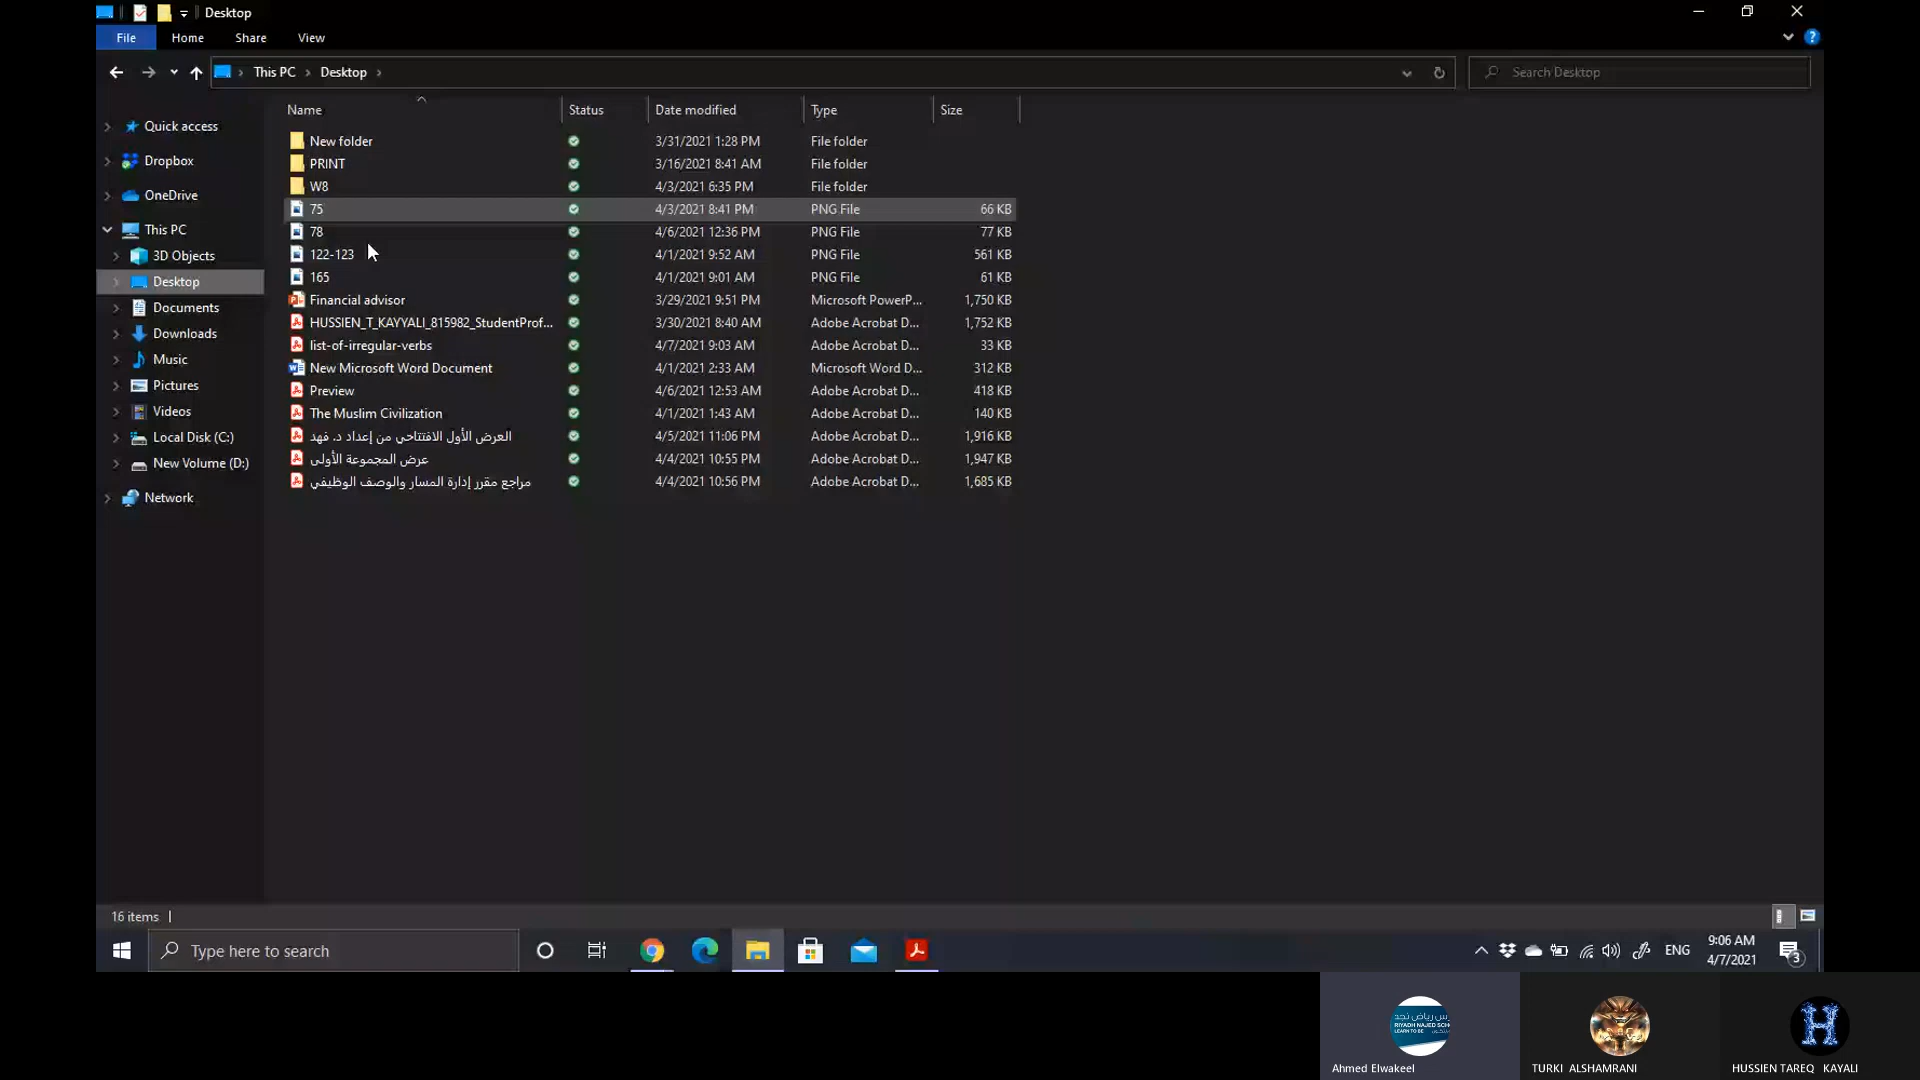 Desktop
File Home Share View
This PC Desktop Search Desktop
Name Status Date modified Type Size
Quick access
Dropbox
OneDrive
This PC
3D Objects
Desktop
Documents
Downloads
Music
Pictures
Videos
Local Disk (C:)
New Volume (D:)
Network
New folder 3/31/2021 1:28 PM File folder
PRINT 3/16/2021 8:41 AM File folder
W8 4/3/2021 6:35 PM File folder
75 4/3/2021 8:41 PM PNG File 66 KB
78 4/6/2021 12:36 PM PNG File 77 KB
122-123 4/1/2021 9:52 AM PNG File 561 KB
165 4/1/2021 9:01 AM PNG File 61 KB
Financial advisor 3/29/2021 9:51 PM Microsoft PowerP... 1,750 KB
HUSSIEN_T_KAYYALI_815982_StudentProf... 3/30/2021 8:40 AM Adobe Acrobat D... 1,752 KB
list-of-irregular-verbs 4/7/2021 9:03 AM Adobe Acrobat D... 33 KB
New Microsoft Word Document 4/1/2021 2:33 AM Microsoft Word D... 312 KB
Preview 4/6/2021 12:53 AM Adobe Acrobat D... 418 KB
The Muslim Civilization 4/1/2021 1:43 AM Adobe Acrobat D... 140 KB
العرض الأول الافتتاحي من إعداد د. فهد 4/5/2021 11:06 PM Adobe Acrobat D... 1,916 KB
عرض المجموعة الأولى 4/4/2021 10:55 PM Adobe Acrobat D... 1,947 KB
مراجع مقرر إدارة المسار والوصف الوظيفي 4/4/2021 10:56 PM Adobe Acrobat D... 1,685 KB
16 items
Type here to search
ENG
9:06 AM
4/7/2021
3
RIYADH NAJED SCH
LEARN TO BE
Ahmed Elwakeel
TURKI ALSHAMRANI
H
HUSSIEN TAREQ KAYALI